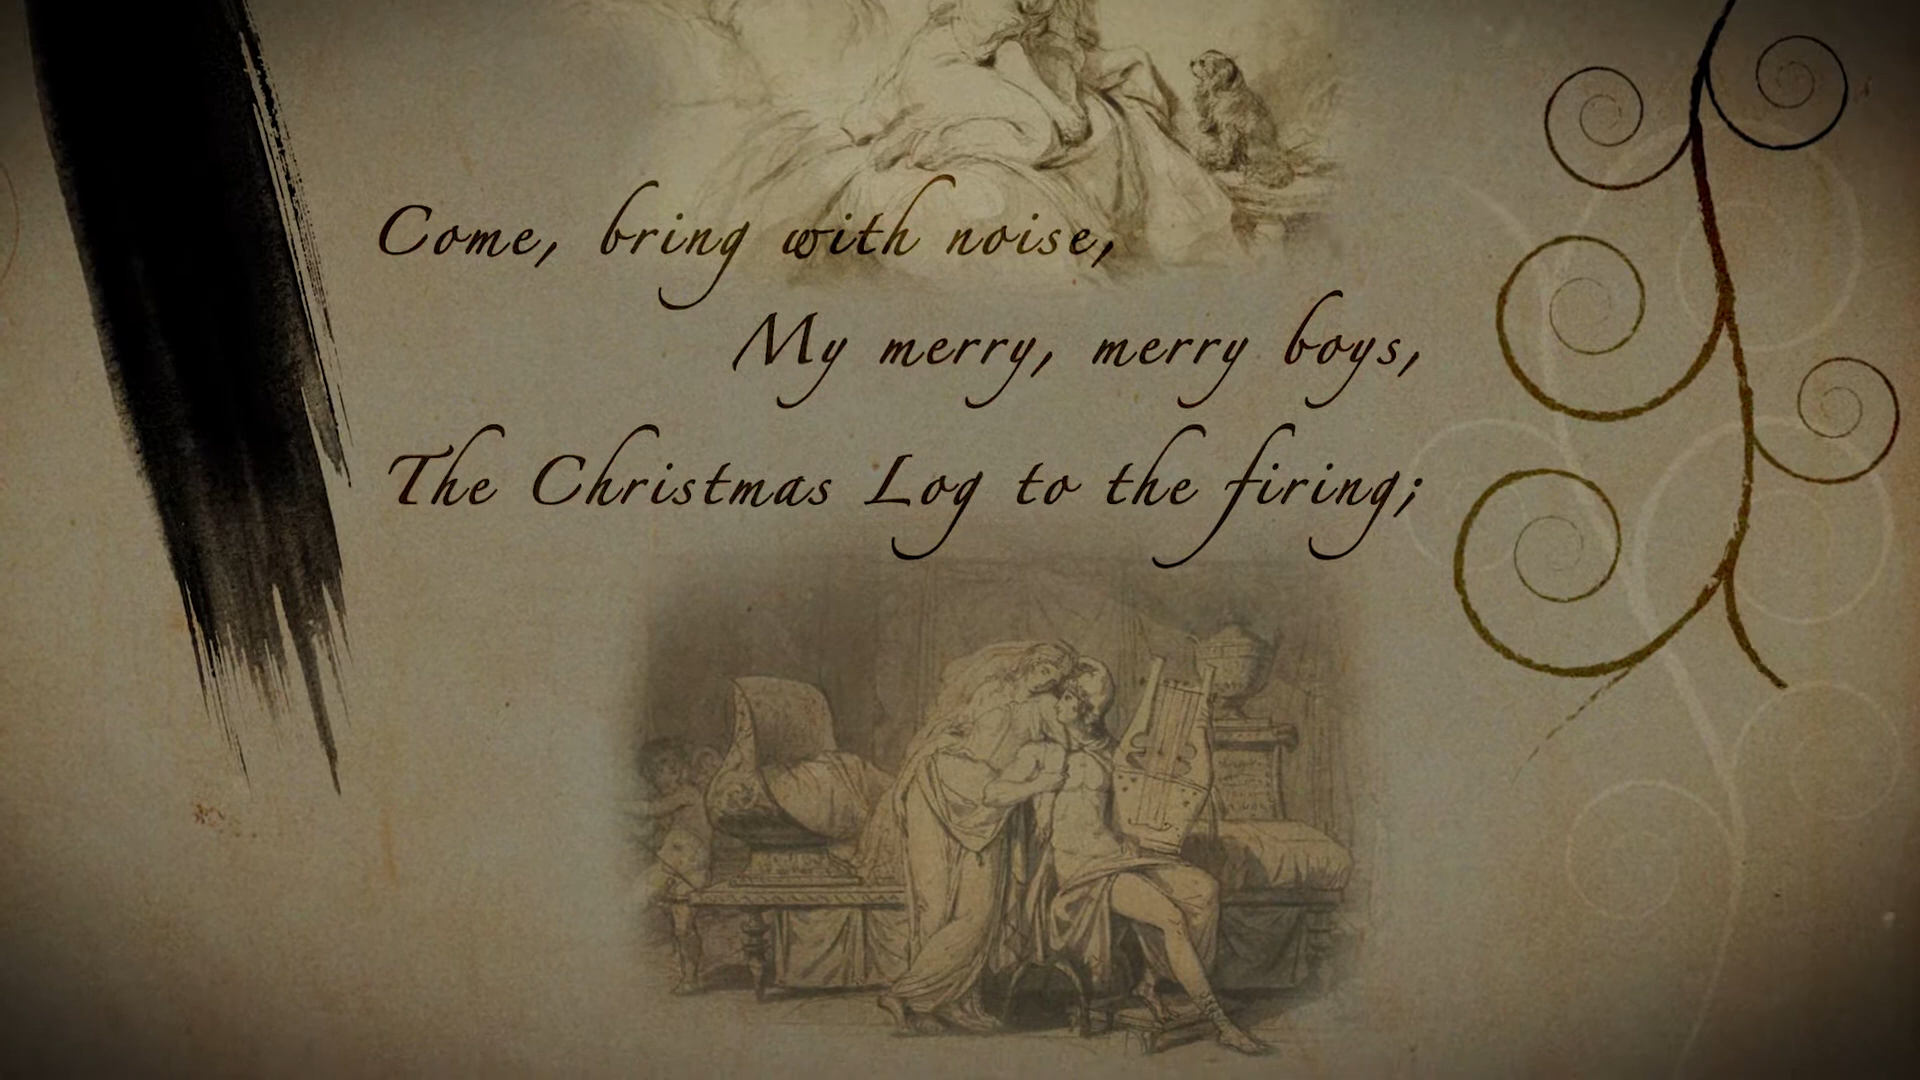 Come, bring with noise,
My merry, merry boys,
The Christmas Log to the firing;